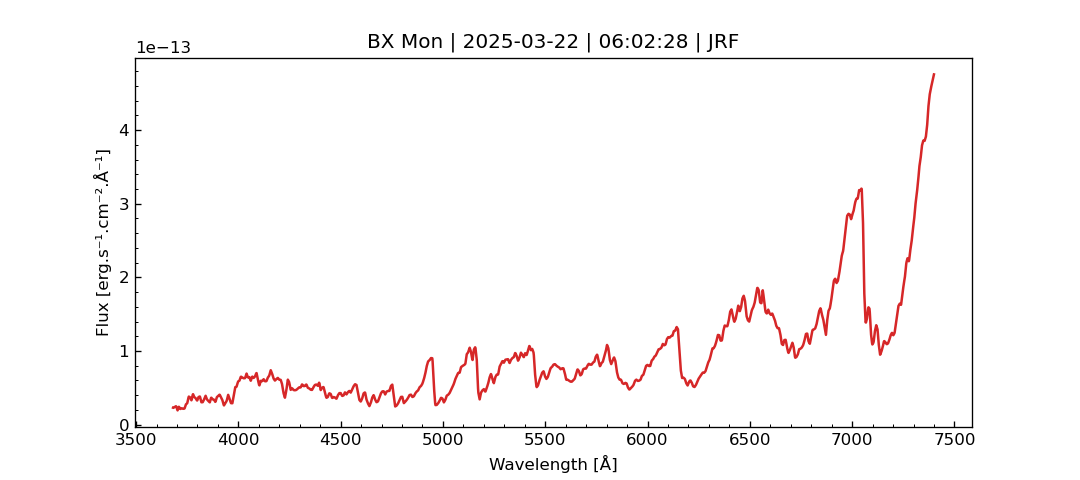 BX Mon | 2025-03-22 | 06:02:28 | JRF
1e−13
4
3
2
1
0
Flux [erg.s⁻¹.cm⁻².Å⁻¹]
3500 4000 4500 5000 5500 6000 6500 7000 7500
Wavelength [Å]